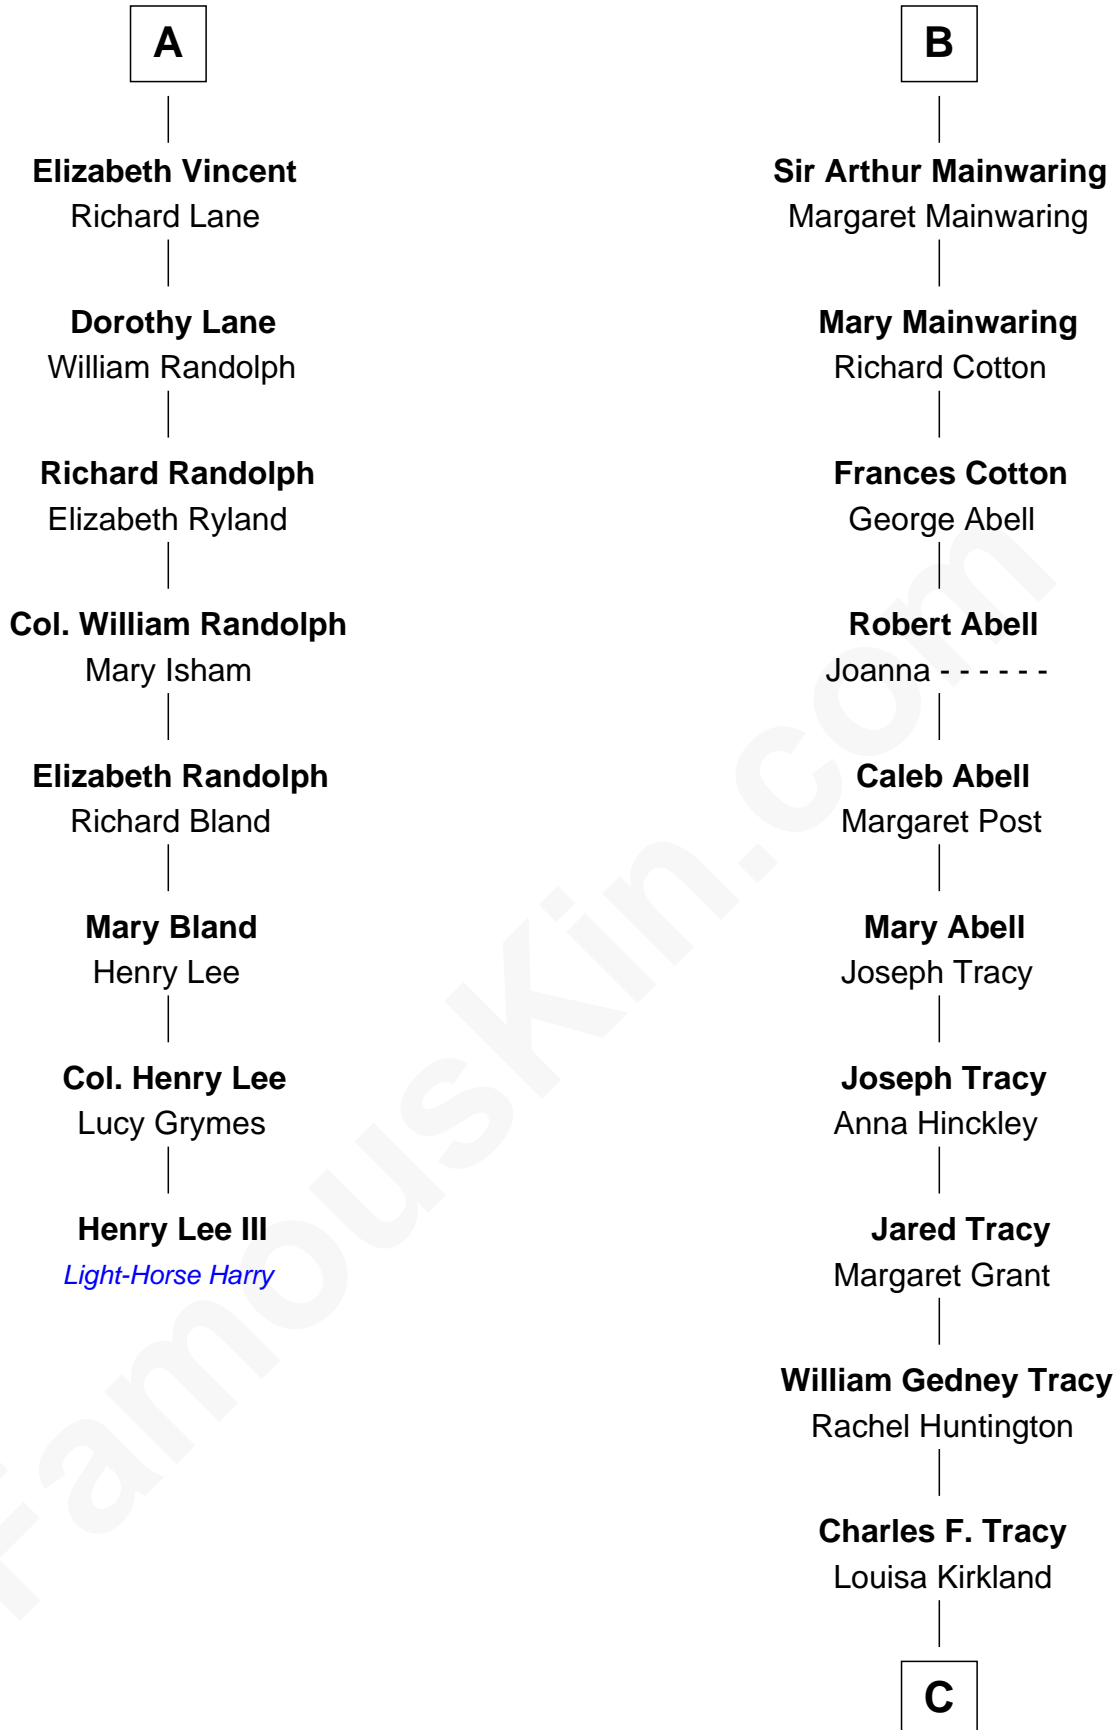 A
Elizabeth Vincent
Richard Lane
Dorothy Lane
William Randolph
Richard Randolph
Elizabeth Ryland
Col. William Randolph
Mary Isham
Elizabeth Randolph
Richard Bland
Mary Bland
Henry Lee
Col. Henry Lee
Lucy Grymes
Henry Lee III
Light-Horse Harry
B
Sir Arthur Mainwaring
Margaret Mainwaring
Mary Mainwaring
Richard Cotton
Frances Cotton
George Abell
Robert Abell
Joanna - - - - - -
Caleb Abell
Margaret Post
Mary Abell
Joseph Tracy
Joseph Tracy
Anna Hinckley
Jared Tracy
Margaret Grant
William Gedney Tracy
Rachel Huntington
Charles F. Tracy
Louisa Kirkland
C
FamousKin.com